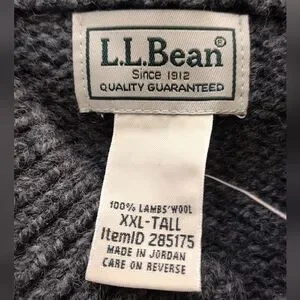 L.L.Bean®
Since 1912
QUALITY GUARANTEED
100% LAMBS' WOOL
XXL-TALL
ItemID 285175
MADE IN JORDAN
CARE ON REVERSE